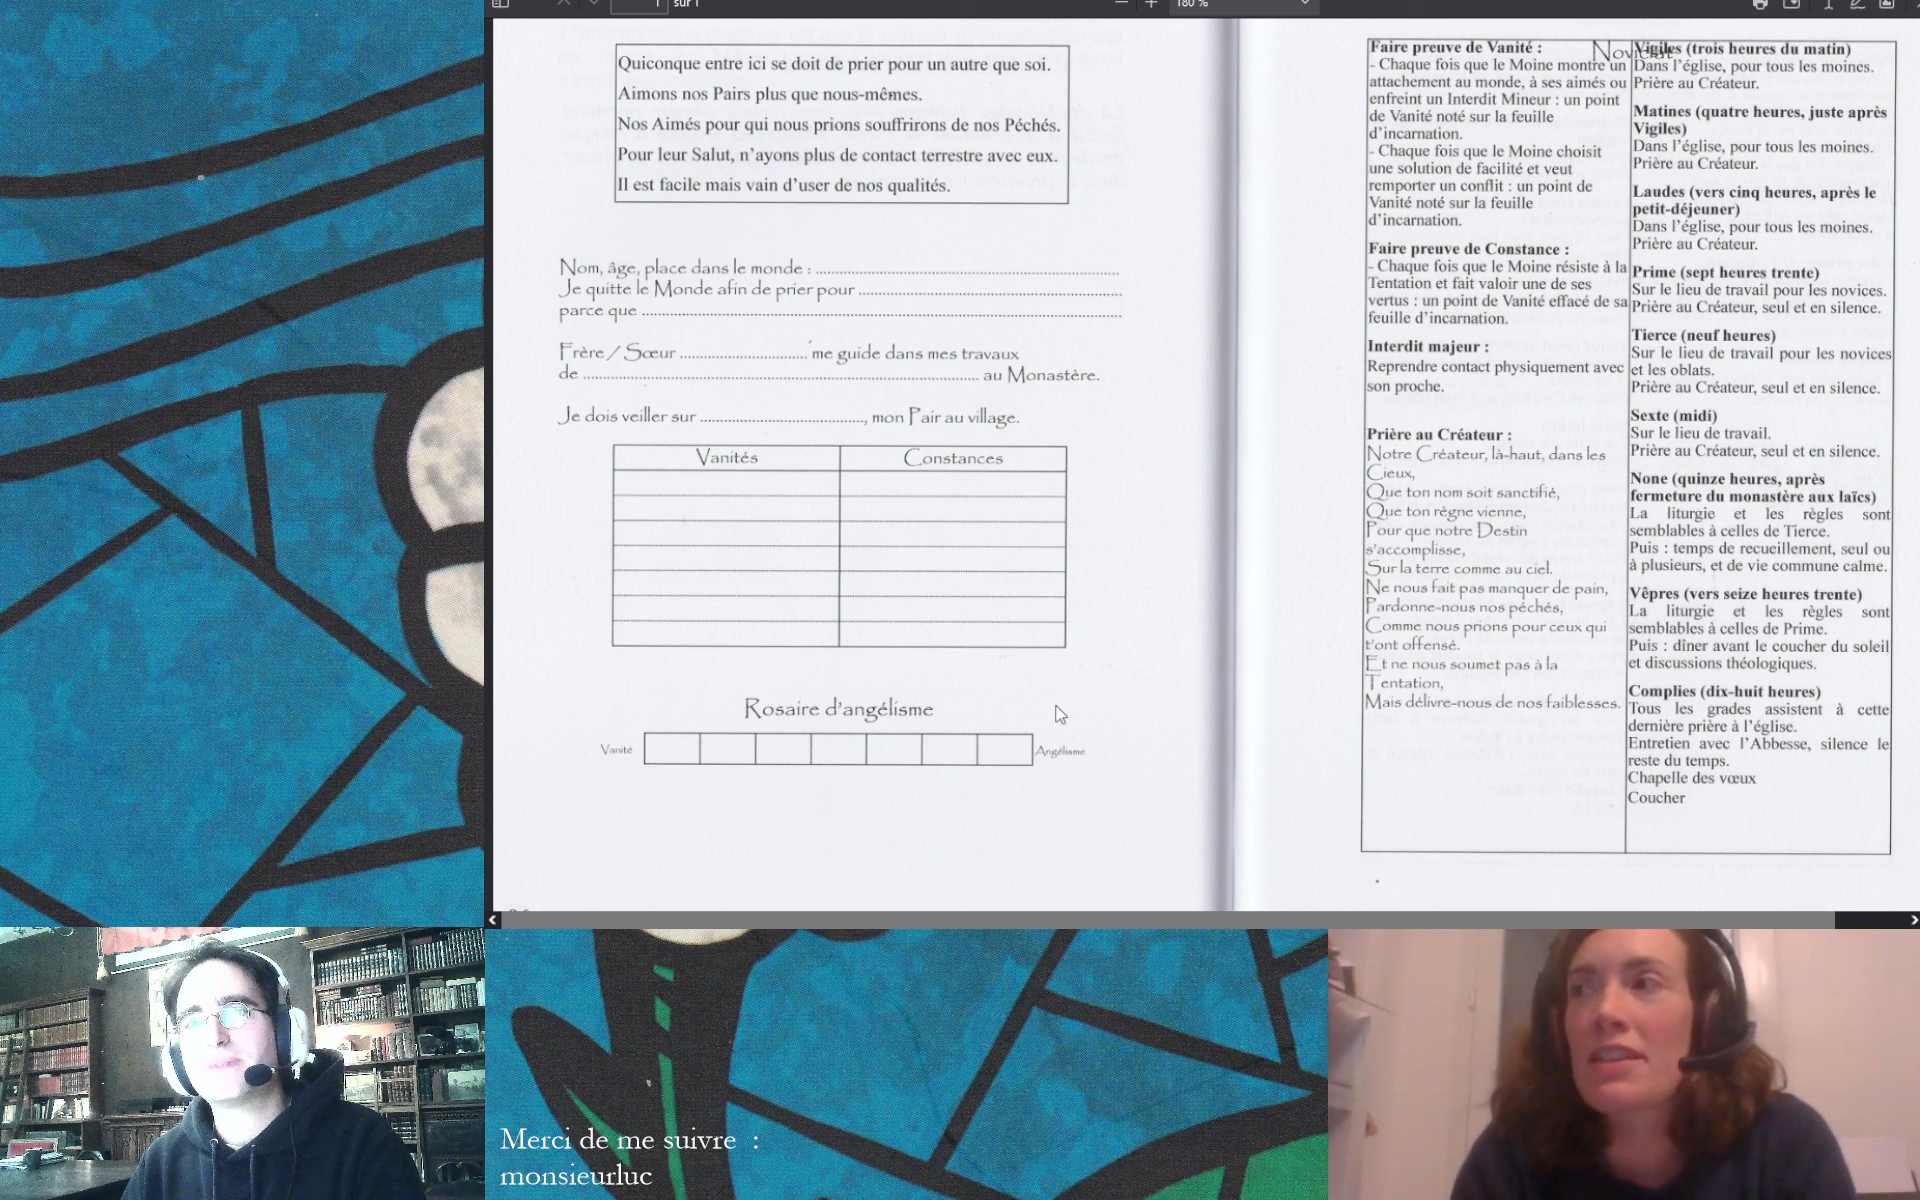 1 sur 1
180 %
Quiconque entre ici se doit de prier pour un autre que soi.
Aimons nos Pairs plus que nous-mêmes.
Nos Aimés pour qui nous prions souffrirons de nos Péchés.
Pour leur Salut, n'ayons plus de contact terrestre avec eux.
Il est facile mais vain d'user de nos qualités.
Nom, âge, place dans le monde :
Je quitte le Monde afin de prier pour
parce que
Frère / Sœur me guide dans mes travaux
de au Monastère.
Je dois veiller sur , mon Pair au village.
Vanités Constances
Rosaire d'angélisme
Vanité Angélisme
Faire preuve de Vanité :
- Chaque fois que le Moine montre un
attachement au monde, à ses aimés ou
enfreint un Interdit Mineur : un point
de Vanité noté sur la feuille
d'incarnation.
- Chaque fois que le Moine choisit
une solution de facilité et veut
remporter un conflit : un point de
Vanité noté sur la feuille
d'incarnation.
Faire preuve de Constance :
- Chaque fois que le Moine résiste à la
Tentation et fait valoir une de ses
vertus : un point de Vanité effacé de sa
feuille d'incarnation.
Interdit majeur :
Reprendre contact physiquement avec
son proche.
Prière au Créateur :
Notre Créateur, là-haut, dans les
Cieux,
Que ton nom soit sanctifié,
Que ton règne vienne,
Pour que notre Destin
s'accomplisse,
Sur la terre comme au ciel.
Ne nous fait pas manquer de pain,
Pardonne-nous nos péchés,
Comme nous prions pour ceux qui
t'ont offensé.
Et ne nous soumet pas à la
Tentation,
Mais délivre-nous de nos faiblesses.
Vigiles (trois heures du matin)
Dans l'église, pour tous les moines.
Prière au Créateur.
Matines (quatre heures, juste après
Vigiles)
Dans l'église, pour tous les moines.
Prière au Créateur.
Laudes (vers cinq heures, après le
petit-déjeuner)
Dans l'église, pour tous les moines.
Prière au Créateur.
Prime (sept heures trente)
Sur le lieu de travail pour les novices.
Prière au Créateur, seul et en silence.
Tierce (neuf heures)
Sur le lieu de travail pour les novices
et les oblats.
Prière au Créateur, seul et en silence.
Sexte (midi)
Sur le lieu de travail.
Prière au Créateur, seul et en silence.
None (quinze heures, après
fermeture du monastère aux laïcs)
La liturgie et les règles sont
semblables à celles de Tierce.
Puis : temps de recueillement, seul ou
à plusieurs, et de vie commune calme.
Vêpres (vers seize heures trente)
La liturgie et les règles sont
semblables à celles de Prime.
Puis : dîner avant le coucher du soleil
et discussions théologiques.
Complies (dix-huit heures)
Tous les grades assistent à cette
dernière prière à l'église.
Entretien avec l'Abbesse, silence le
reste du temps.
Chapelle des vœux
Coucher
Merci de me suivre :
monsieurluc